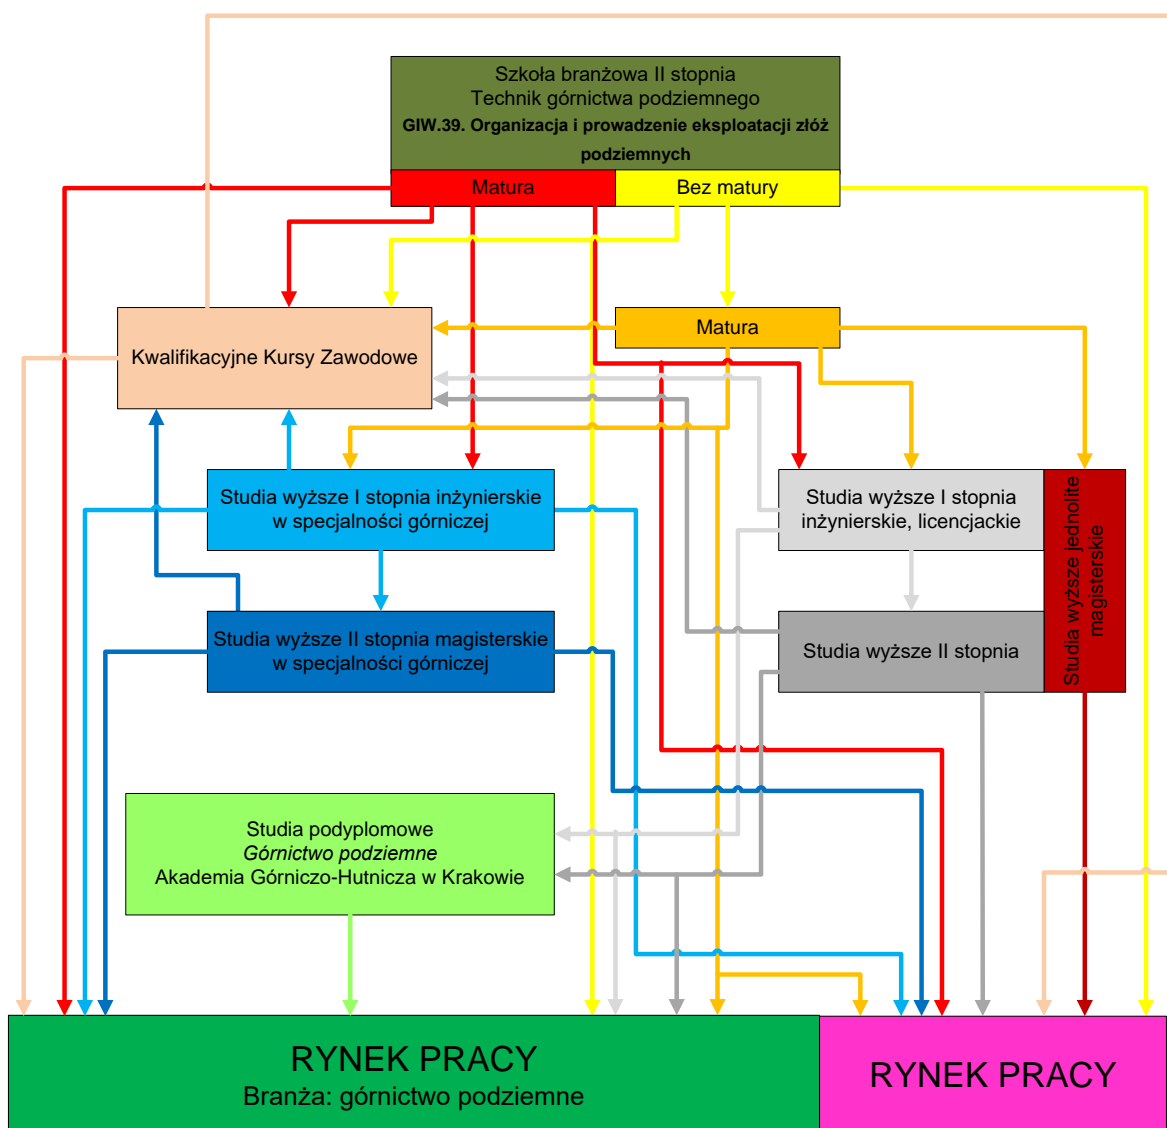 Szkoła branżowa II stopnia
Technik górnictwa podziemnego
GIW.39. Organizacja i prowadzenie eksploatacji złóż
podziemnych
Matura
Bez matury
Kwalifikacyjne Kursy Zawodowe
Matura
Studia wyższe I stopnia inżynierskie
w specjalności górniczej
Studia wyższe I stopnia
inżynierskie, licencjackie
Studia wyższe jednolite
magisterskie
Studia wyższe II stopnia magisterskie
w specjalności górniczej
Studia wyższe II stopnia
Studia podyplomowe
Górnictwo podziemne
Akademia Górniczo-Hutnicza w Krakowie
RYNEK PRACY
Branża: górnictwo podziemne
RYNEK PRACY